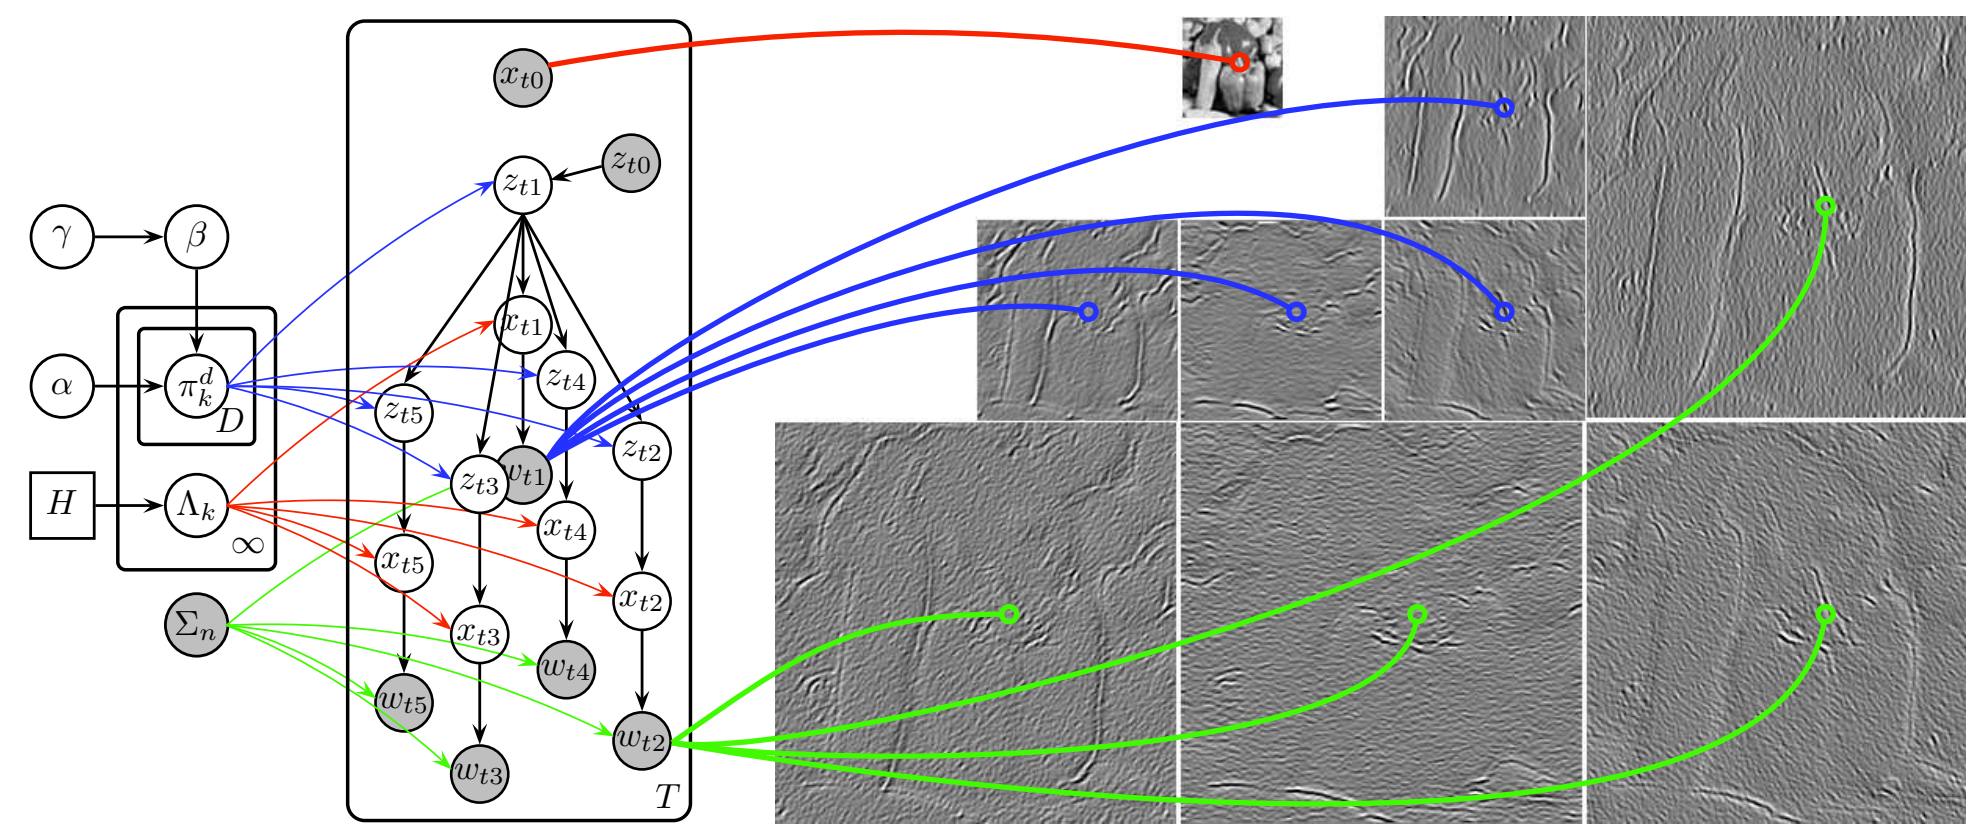 x_{t0}
z_{t0}
z_{t1}
γ
β
x_{t1}
z_{t4}
α
π_k^d
D
z_{t5}
z_{t2}
z_{t3}
w_{t1}
H
Λ_k
∞
x_{t4}
x_{t5}
x_{t2}
Σ_n
x_{t3}
w_{t4}
w_{t5}
w_{t2}
w_{t3}
T